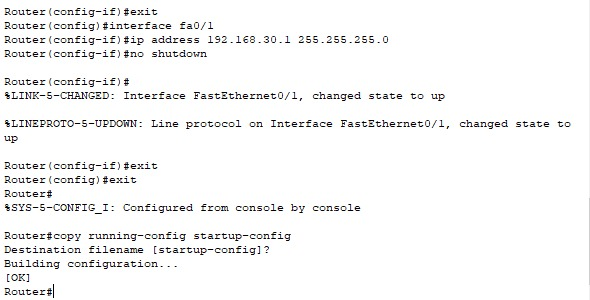 Router(config-if)#exit
Router(config)#interface fa0/1
Router(config-if)#ip address 192.168.30.1 255.255.255.0
Router(config-if)#no shutdown
Router(config-if)#
%LINK-5-CHANGED: Interface FastEthernet0/1, changed state to up
%LINEPROTO-5-UPDOWN: Line protocol on Interface FastEthernet0/1, changed state to
up
Router(config-if)#exit
Router(config)#exit
Router#
%SYS-5-CONFIG_I: Configured from console by console
Router#copy running-config startup-config
Destination filename [startup-config]?
Building configuration...
[OK]
Router#